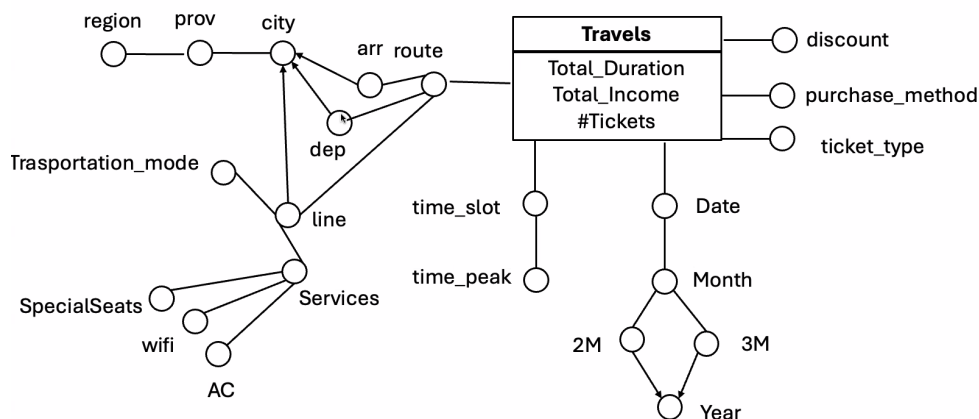 region
prov
city
arr
route
dep
Trasportation_mode
line
Services
SpecialSeats
wifi
AC
Travels
Total_Duration
Total_Income
#Tickets
discount
purchase_method
ticket_type
time_slot
time_peak
Date
Month
2M
3M
Year